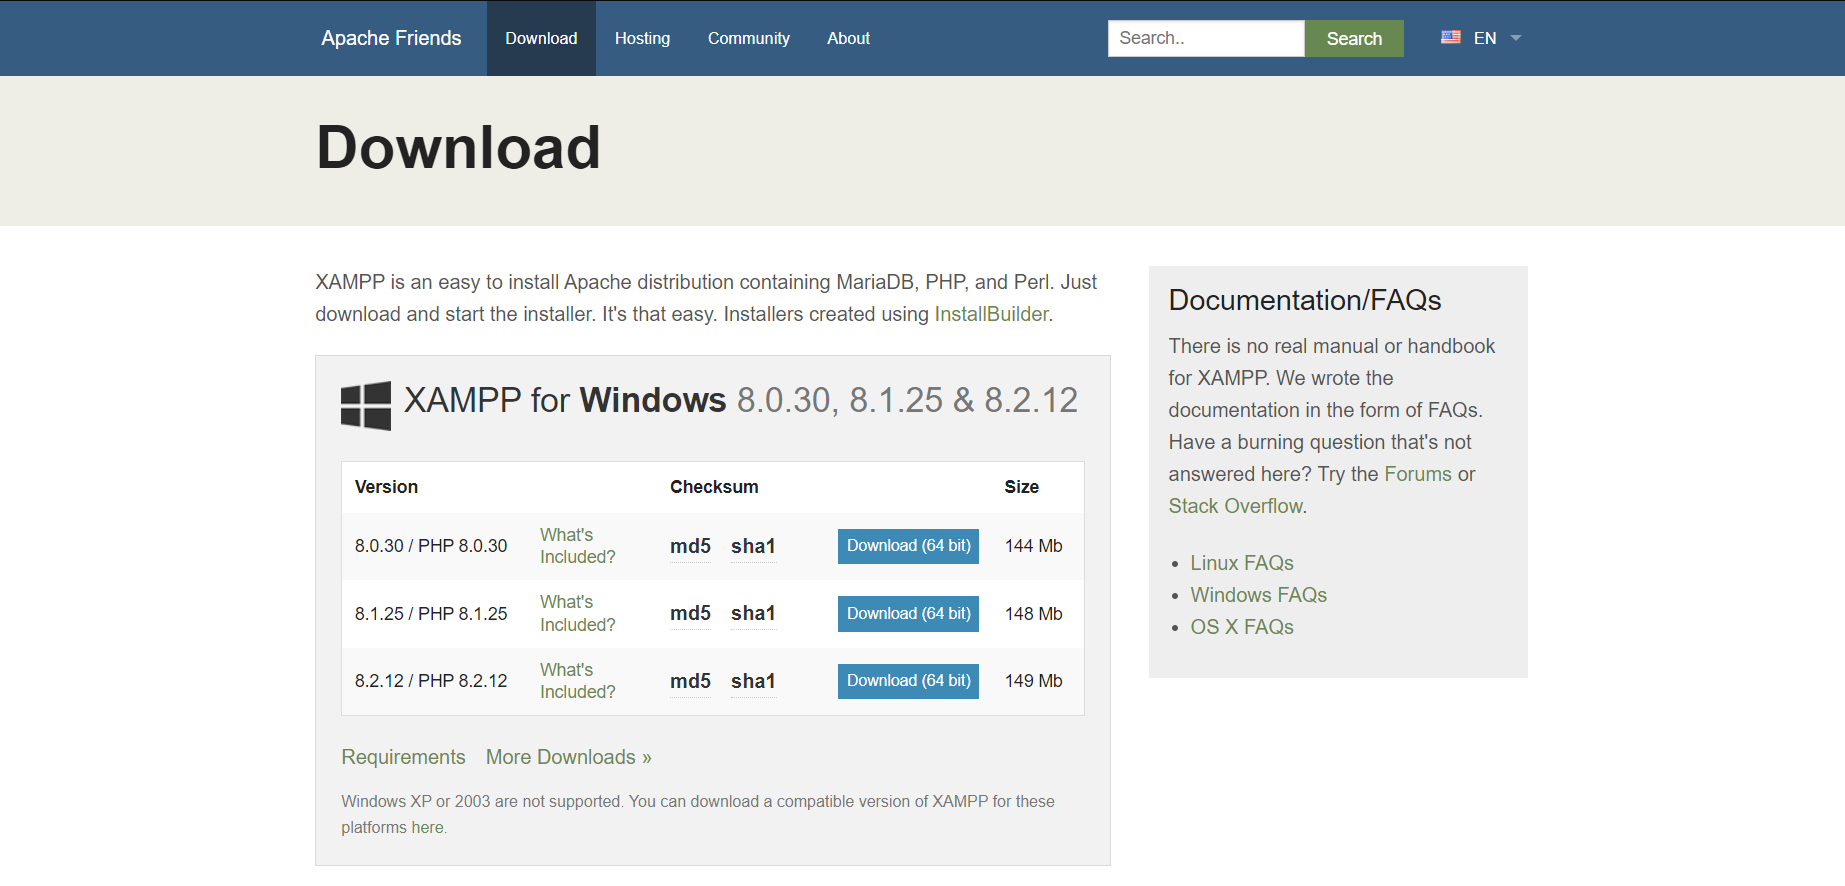 Apache Friends Download Hosting Community About Search.. Search EN
Download
XAMPP is an easy to install Apache distribution containing MariaDB, PHP, and Perl. Just
download and start the installer. It's that easy. Installers created using InstallBuilder.
XAMPP for Windows 8.0.30, 8.1.25 & 8.2.12
Version Checksum Size
8.0.30 / PHP 8.0.30 What's Included? md5 sha1 Download (64 bit) 144 Mb
8.1.25 / PHP 8.1.25 What's Included? md5 sha1 Download (64 bit) 148 Mb
8.2.12 / PHP 8.2.12 What's Included? md5 sha1 Download (64 bit) 149 Mb
Requirements More Downloads »
Windows XP or 2003 are not supported. You can download a compatible version of XAMPP for these
platforms here.
Documentation/FAQs
There is no real manual or handbook
for XAMPP. We wrote the
documentation in the form of FAQs.
Have a burning question that's not
answered here? Try the Forums or
Stack Overflow.
• Linux FAQs
• Windows FAQs
• OS X FAQs